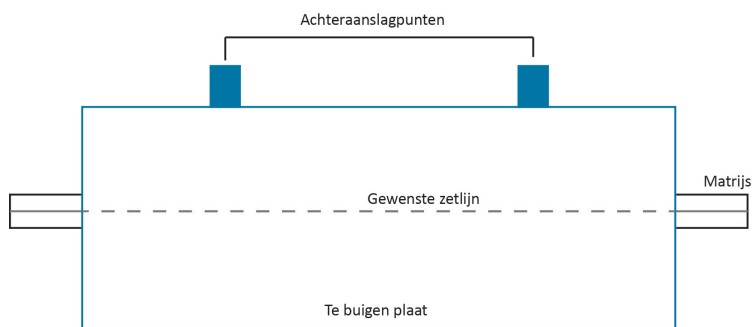 Achteraanslagpunten
Matrijs
Gewenste zetlijn
Te buigen plaat